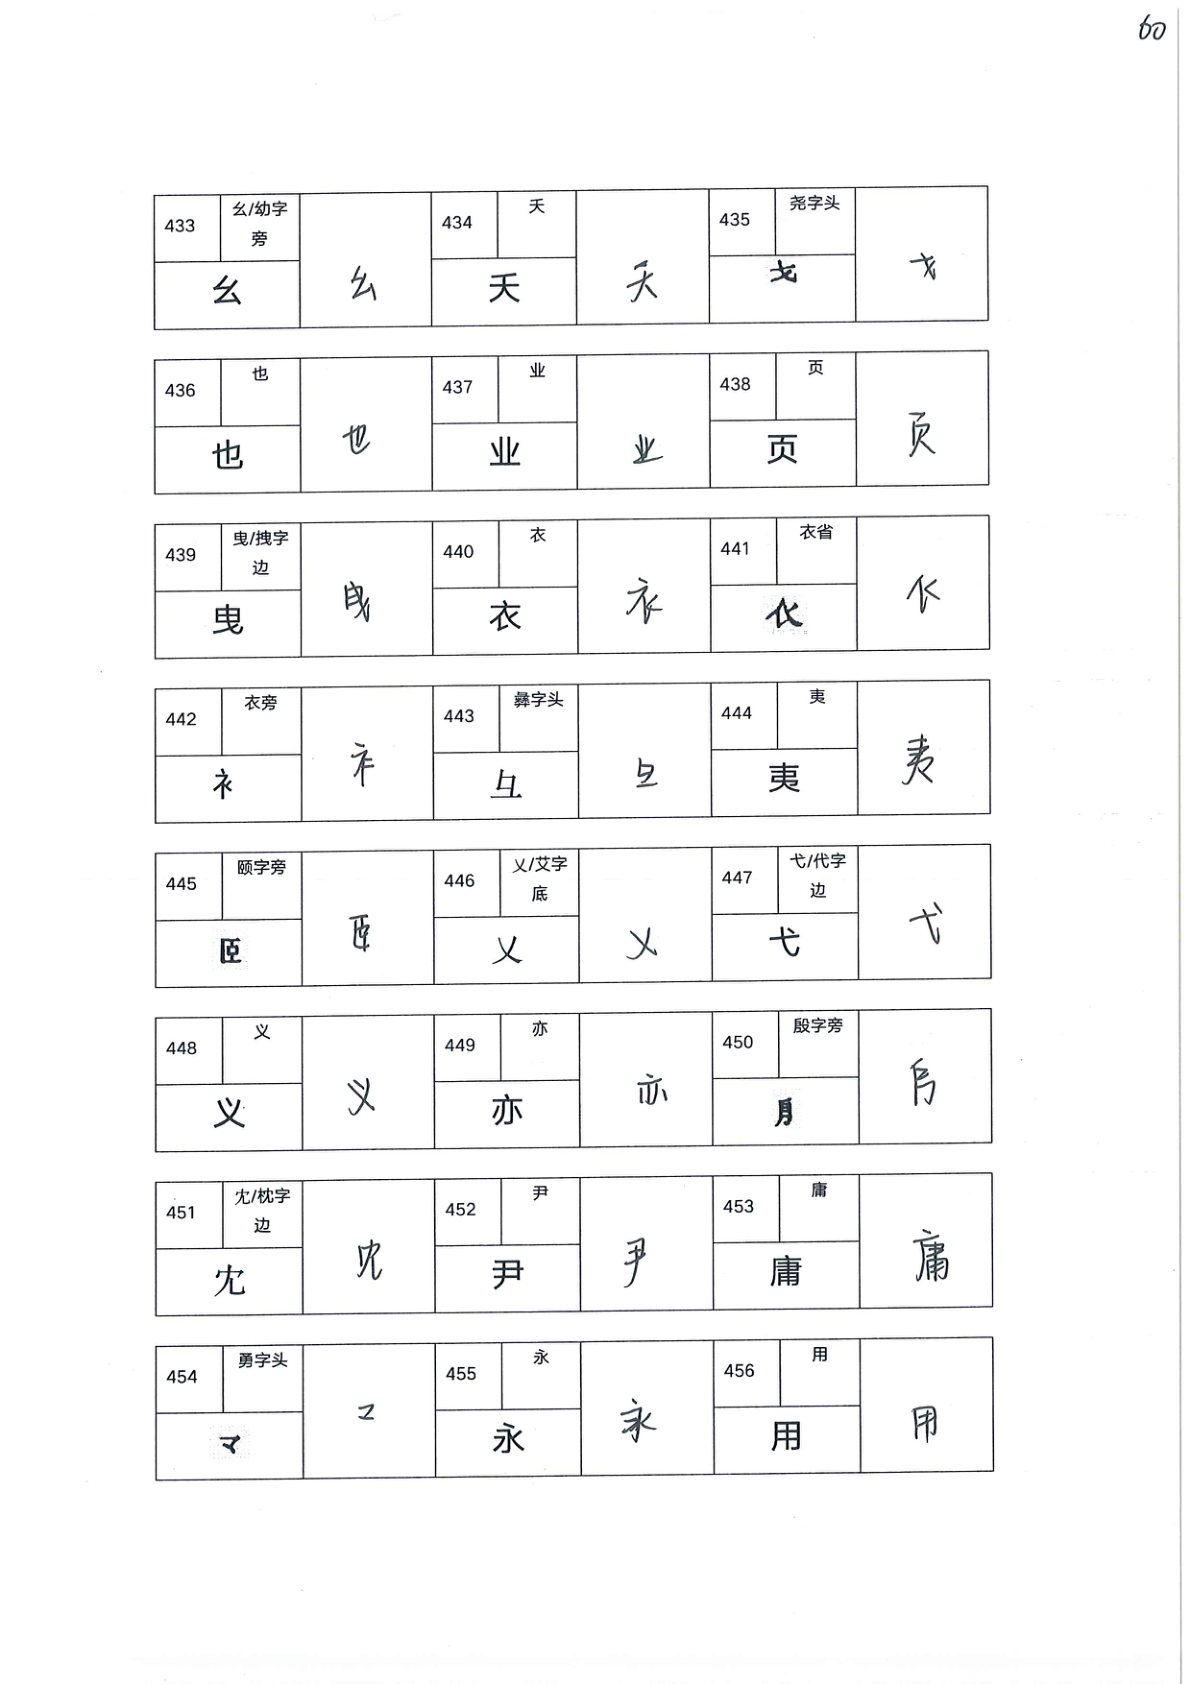 60
433 幺/幼字旁 幺 幺 434 夭 夭 夭 435 尧字头
436 也 也 也 437 业 业 业 438 页 页 页
439 曳/拽字边 曳 曳 440 衣 衣 衣 441 衣省
442 衣旁 衤 衤 443 彝字头 彑 彑 444 夷 夷 夷
445 颐字旁 𦣞 446 乂/艾字底 乂 乂 447 弋/代字边 弋 弋
448 义 义 义 449 亦 亦 亦 450 殷字旁
451 冘/枕字边 冘 冘 452 尹 尹 尹 453 庸 庸 庸
454 勇字头 龴 455 永 永 永 456 用 用 用